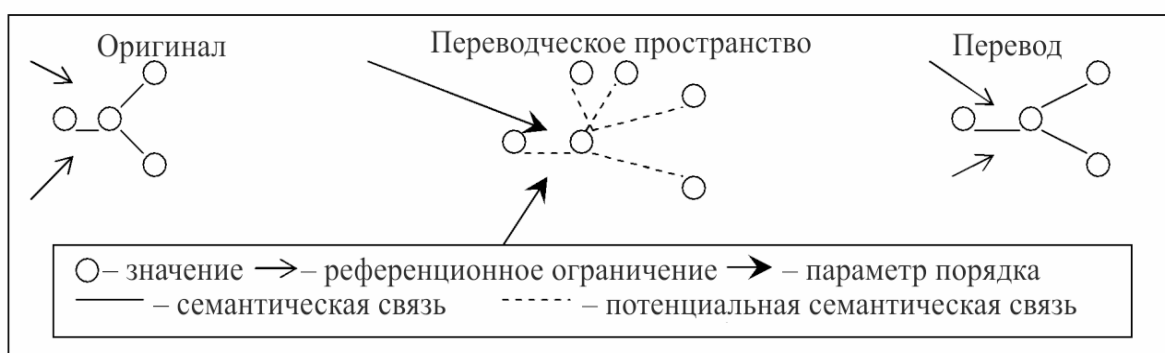 Оригинал
Переводческое пространство
Перевод
– значение – референционное ограничение – параметр порядка
– семантическая связь – потенциальная семантическая связь